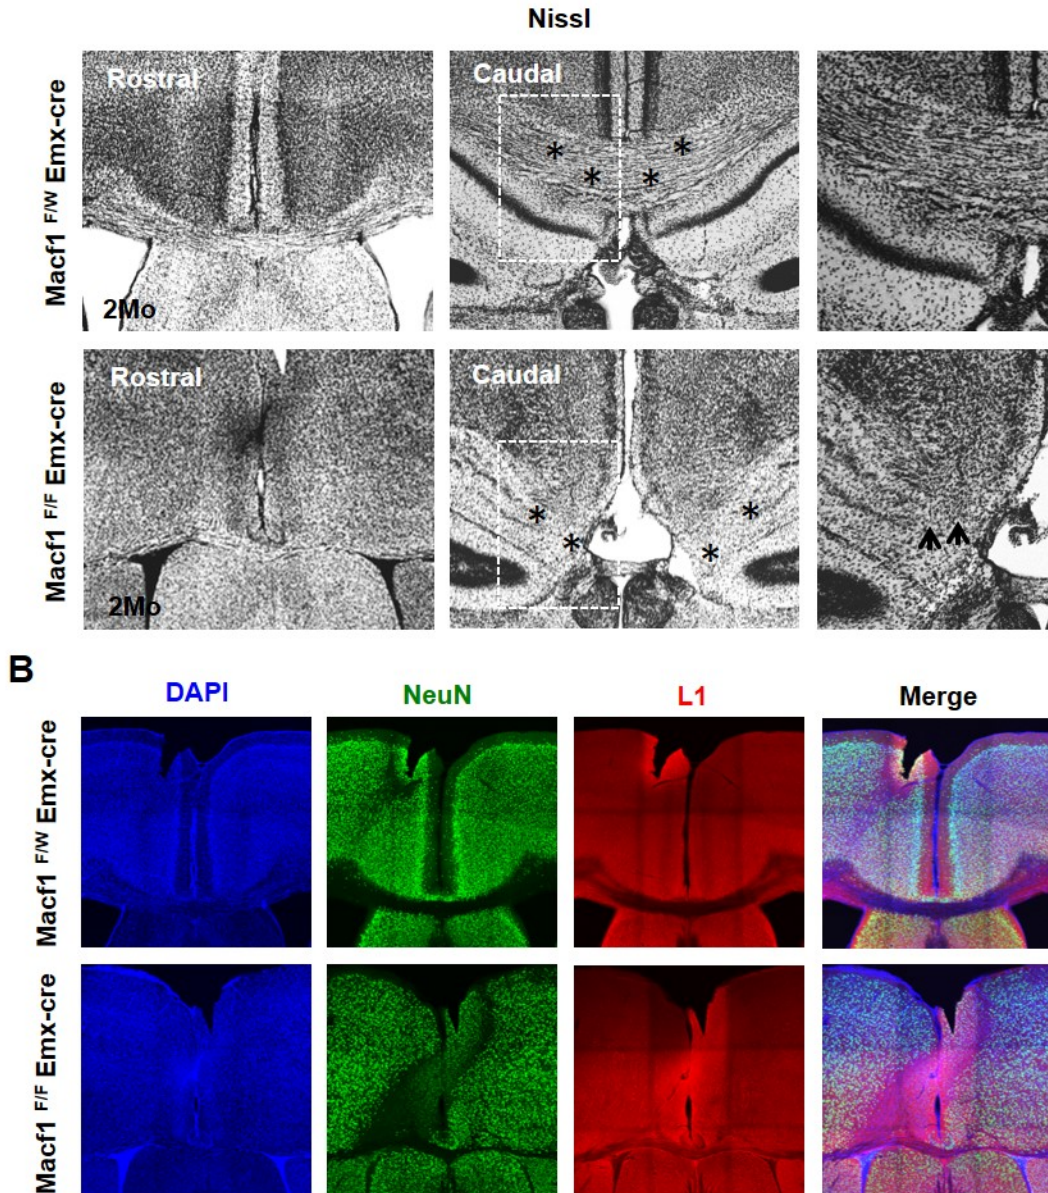 Nissl
Macf1 F/W Emx-cre
Rostral
2Mo
Caudal
* * * *
Macf1 F/F Emx-cre
Rostral
2Mo
Caudal
* * * *
B
DAPI NeuN L1 Merge
Macf1 F/W Emx-cre
Macf1 F/F Emx-cre